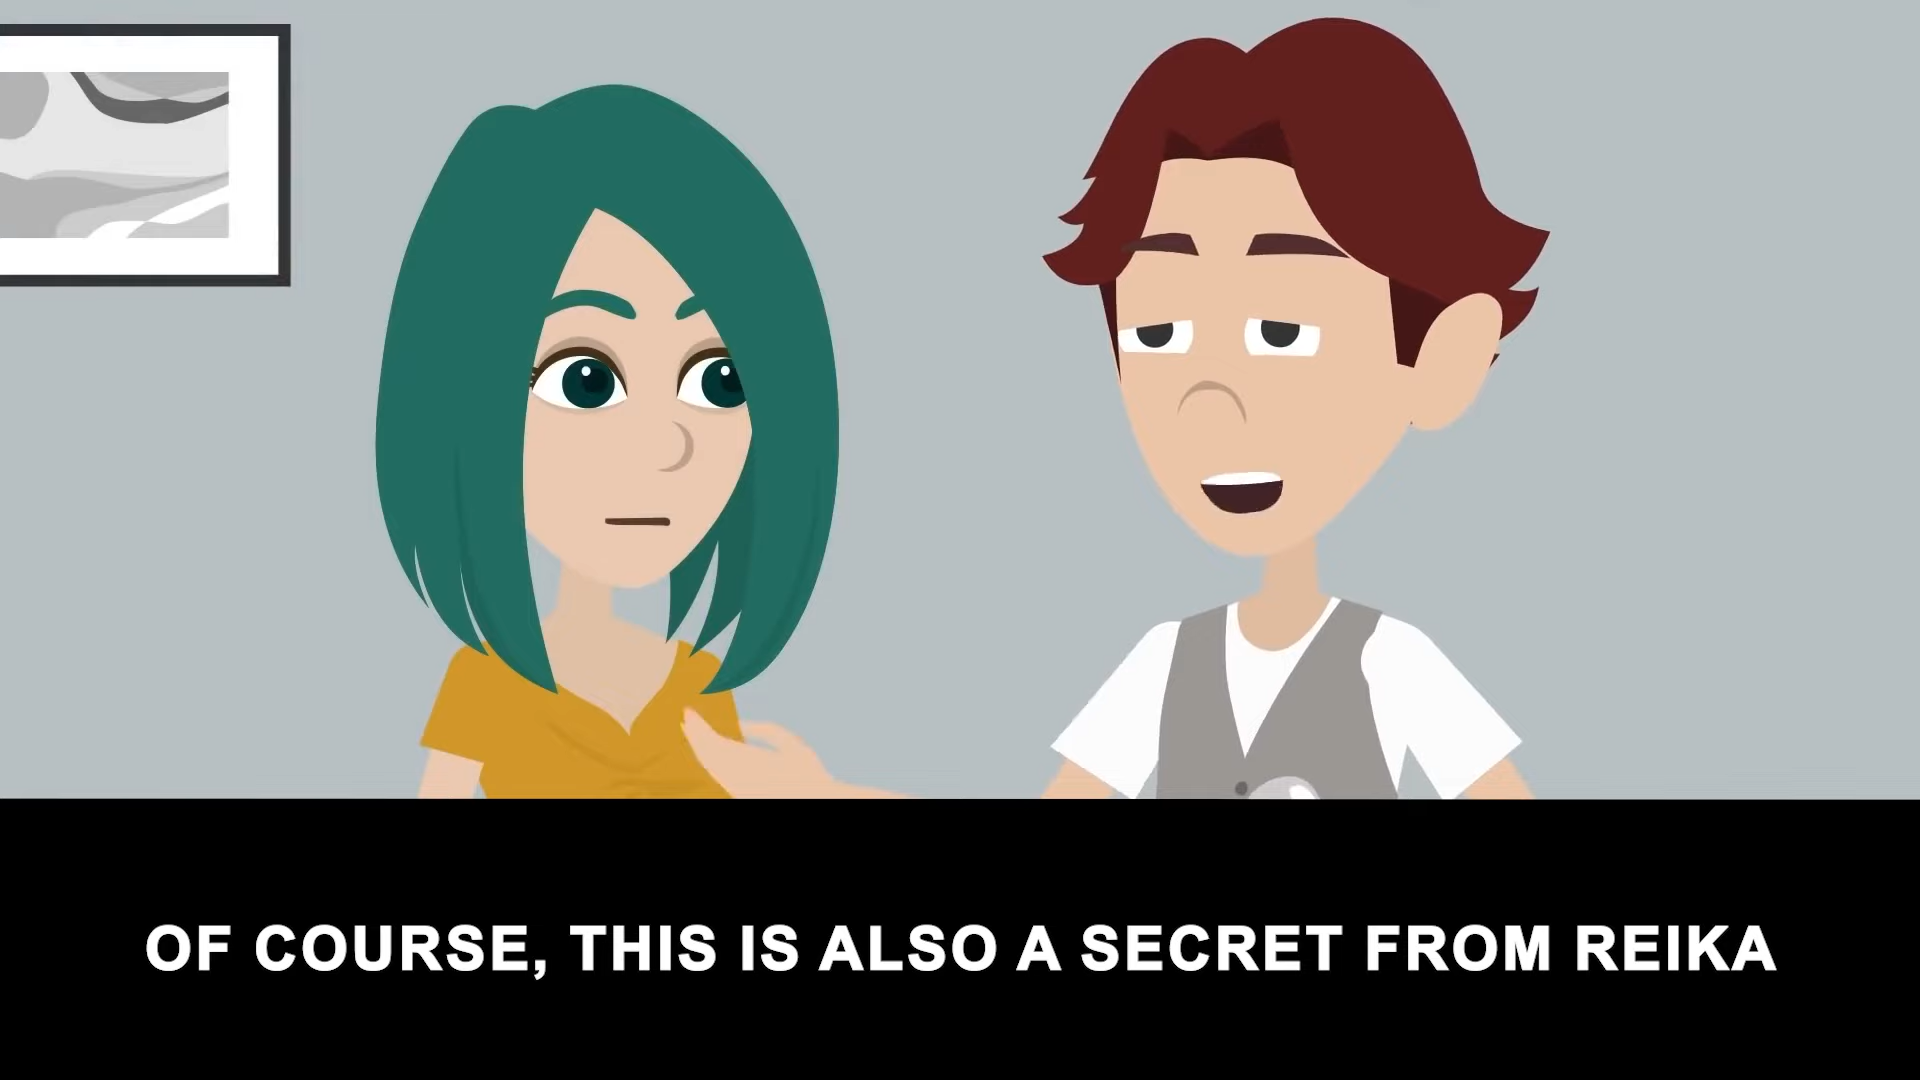 OF COURSE, THIS IS ALSO A SECRET FROM REIKA